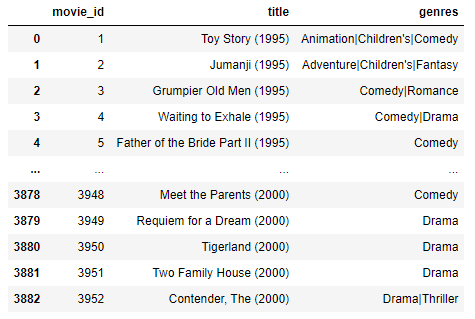 movie_id title genres
0 1 Toy Story (1995) Animation|Children's|Comedy
1 2 Jumanji (1995) Adventure|Children's|Fantasy
2 3 Grumpier Old Men (1995) Comedy|Romance
3 4 Waiting to Exhale (1995) Comedy|Drama
4 5 Father of the Bride Part II (1995) Comedy
... ... ... ...
3878 3948 Meet the Parents (2000) Comedy
3879 3949 Requiem for a Dream (2000) Drama
3880 3950 Tigerland (2000) Drama
3881 3951 Two Family House (2000) Drama
3882 3952 Contender, The (2000) Drama|Thriller